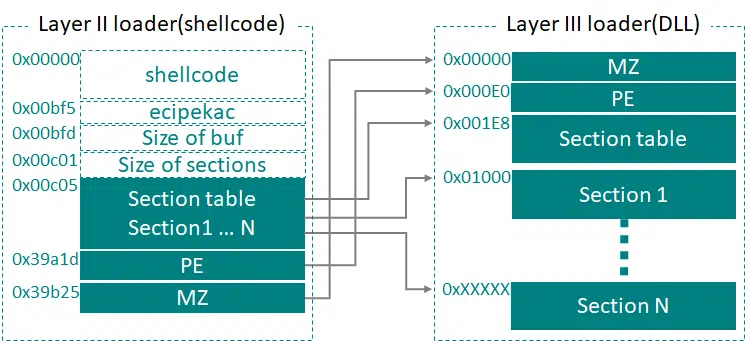 Layer II loader(shellcode)
0x00000
shellcode
0x00bf5
ecipekac
0x00bfd
Size of buf
0x00c01
Size of sections
0x00c05
Section table
Section1 ... N
0x39a1d
PE
0x39b25
MZ
Layer III loader(DLL)
0x00000
MZ
0x000E0
PE
0x001E8
Section table
0x01000
Section 1
0xXXXXX
Section N